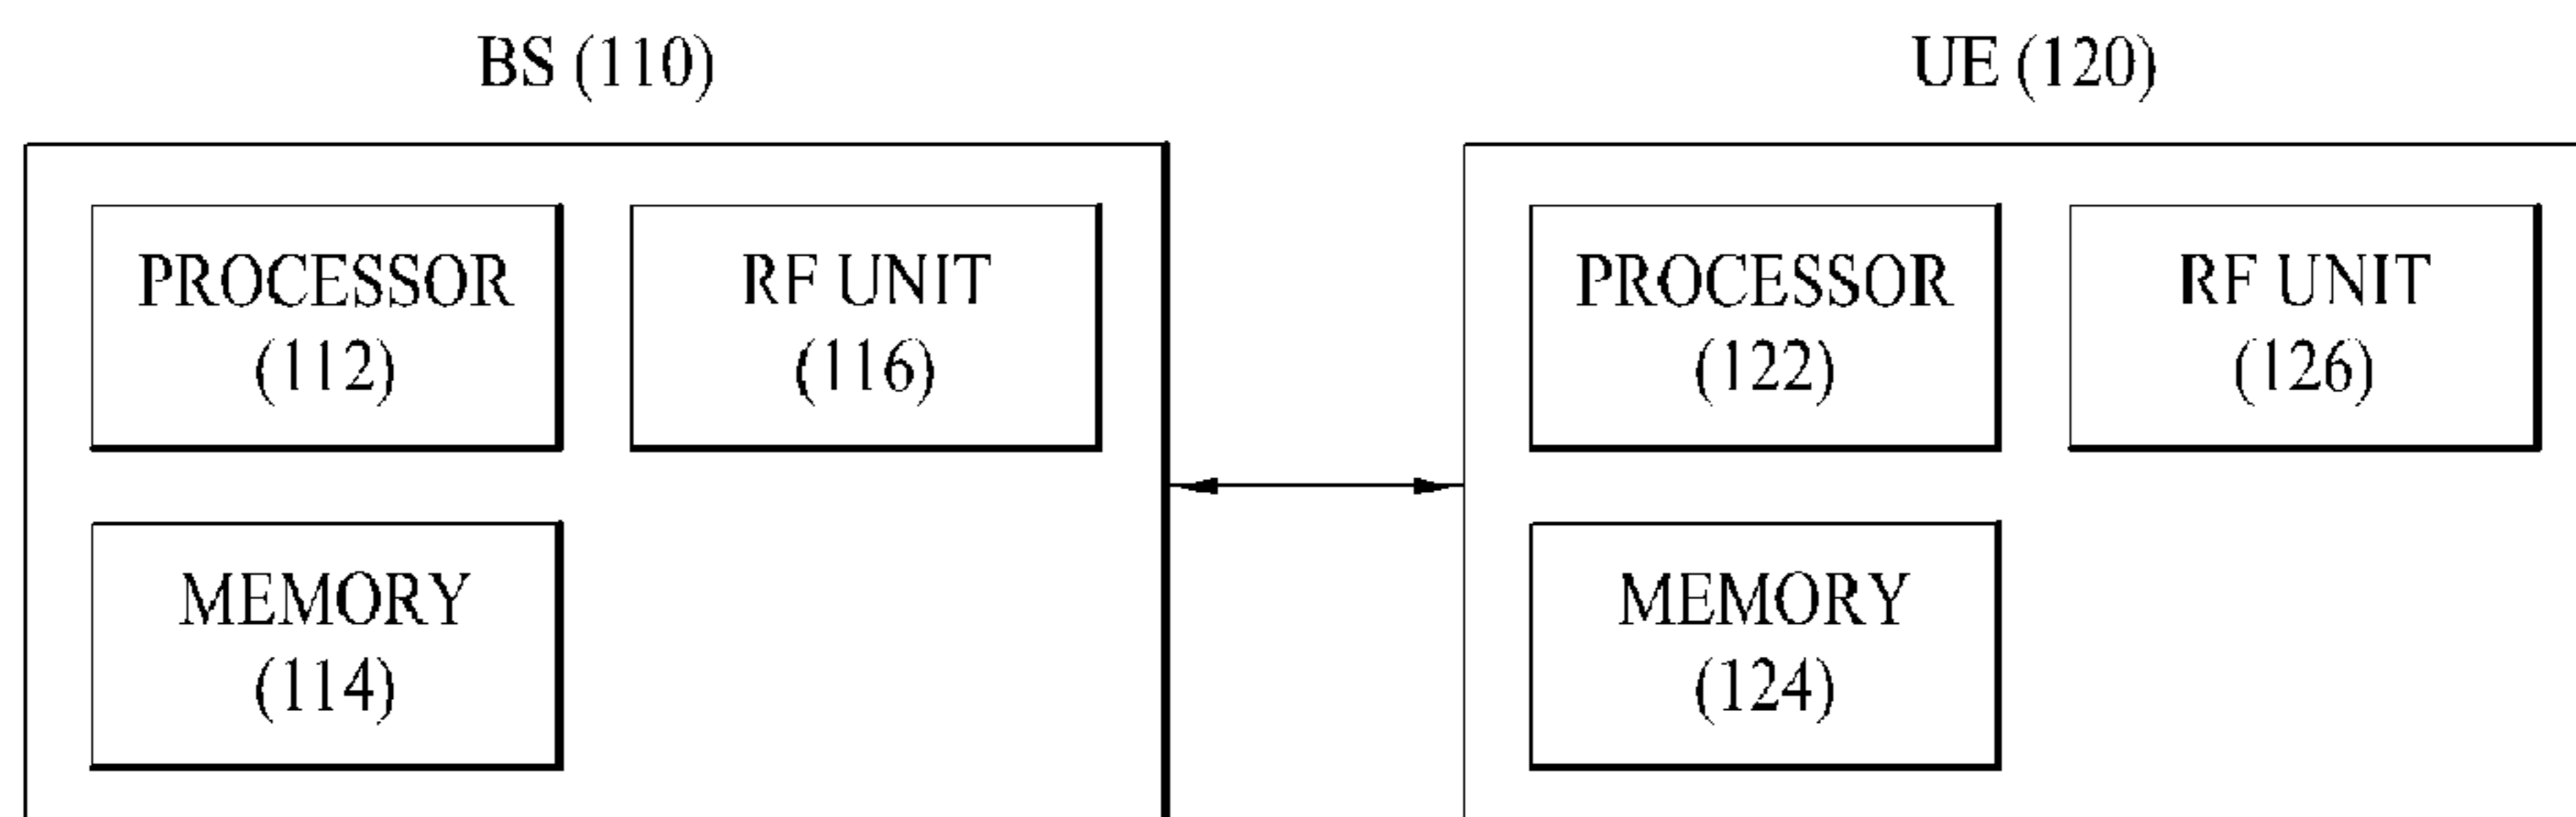 BS (110)
UE (120)
PROCESSOR
(112)
RF UNIT
(116)
PROCESSOR
(122)
RF UNIT
(126)
MEMORY
(114)
MEMORY
(124)